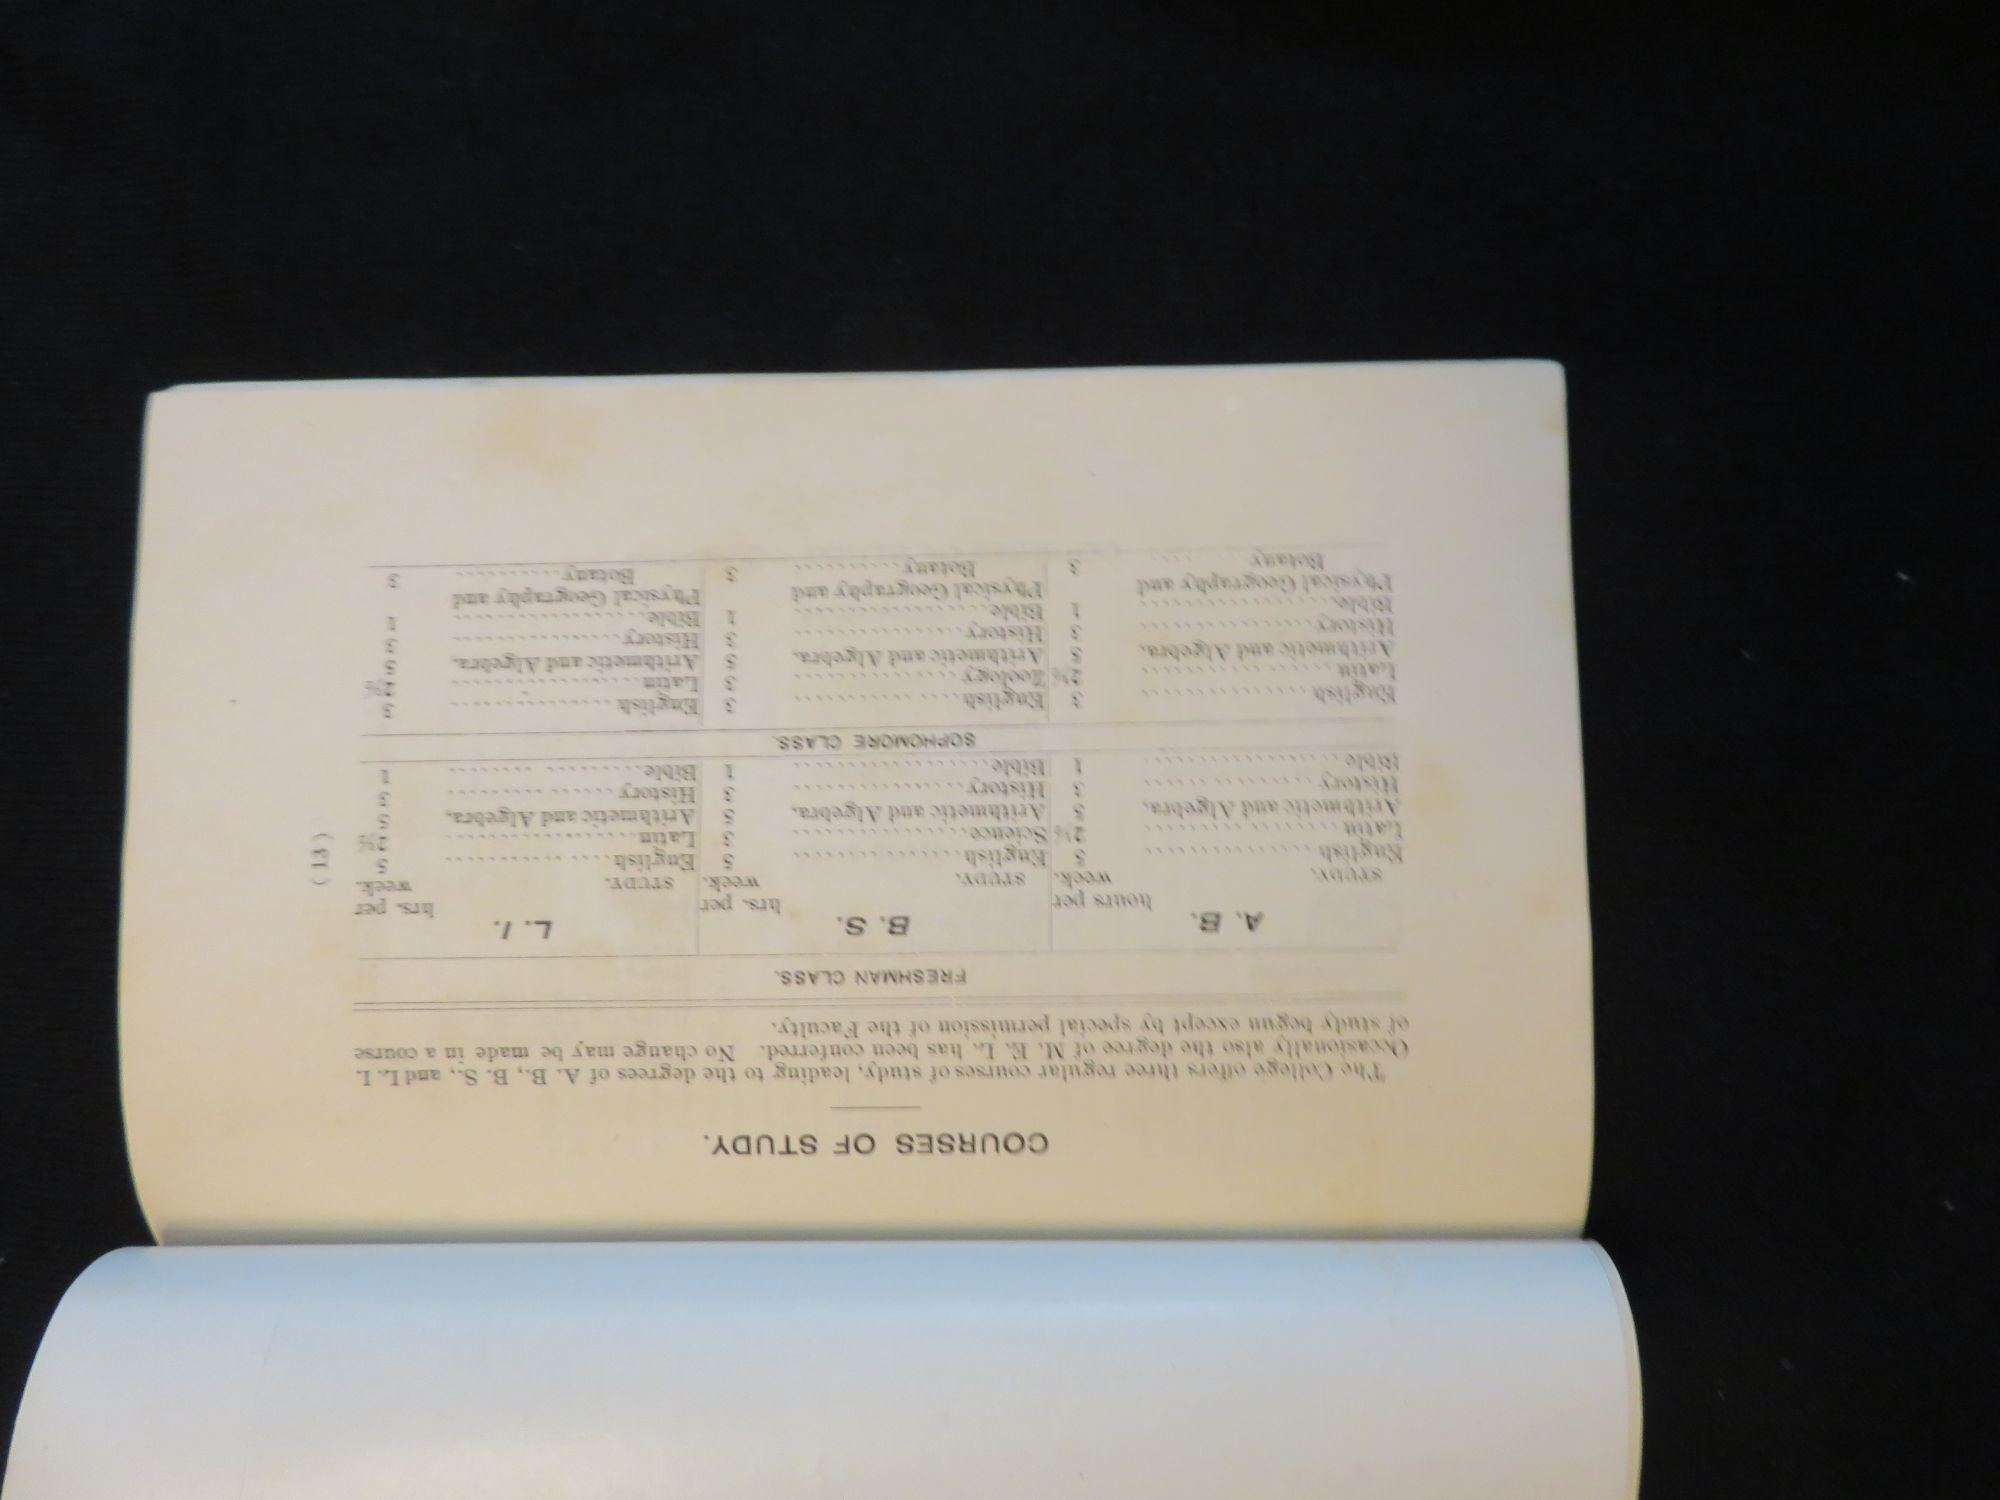 COURSES OF STUDY.
The College offers three regular courses of study, leading to the degrees of A. B., B. S., and L. I.
Occasionally also the degree of M. E. L. has been conferred. No change may be made in a course
of study begun except by special permission of the Faculty.
FRESHMAN CLASS.
A. B. hours per B. S. hrs. per L. I. hrs. per
STUDY. week. STUDY. week. STUDY. week.
English 5 English 5 English 5
Latin 2½ Science 3 Latin 2½
Arithmetic and Algebra. 5 Arithmetic and Algebra. 5 Arithmetic and Algebra. 5
History 3 History 3 History 3
Bible 1 Bible 1 Bible 1
SOPHOMORE CLASS.
English 3 English 3 English 3
Latin 2½ Zoology 3 Latin 2½
Arithmetic and Algebra. 5 Arithmetic and Algebra. 5 Arithmetic and Algebra. 5
History 3 History 3 History 3
Bible. 1 Bible 1 Bible 1
Physical Geography and Physical Geography and Physical Geography and
Botany 3 Botany 3 Botany 3
( 13 )